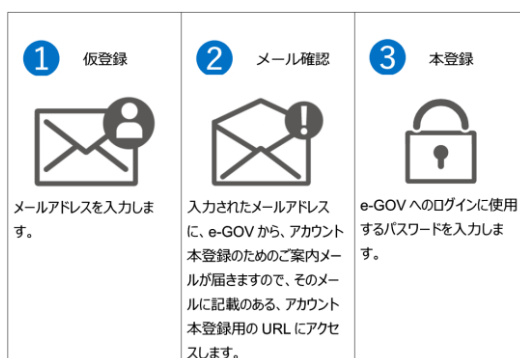 1 仮登録
メールアドレスを入力しま
す。
2 メール確認
入力されたメールアドレス
に、e-GOV から、アカウント
本登録のためのご案内メー
ルが届きますので、そのメー
ルに記載のある、アカウント
本登録用の URL にアクセ
スします。
3 本登録
e-GOV へのログインに使用
するパスワードを入力しま
す。